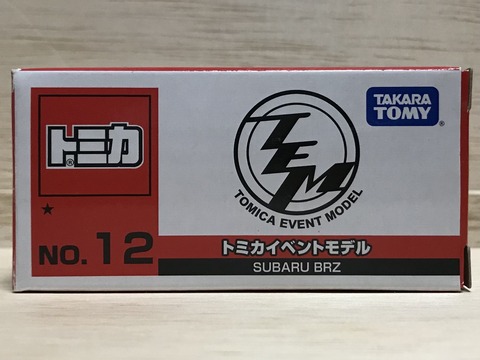 トミカ
®
★
NO. 12
TEM
TOMICA EVENT MODEL
TAKARA
TOMY®
トミカイベントモデル
SUBARU BRZ